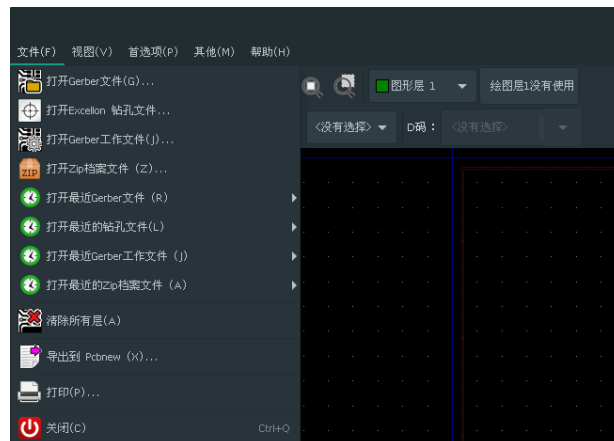 文件(F) 视图(V) 首选项(P) 其他(M) 帮助(H)
打开Gerber文件(G)...
打开Excellon 钻孔文件...
打开Gerber工作文件(J)...
ZIP 打开Zip档案文件 (Z)...
打开最近Gerber文件 (R)
打开最近的钻孔文件(L)
打开最近Gerber工作文件 (J)
打开最近的Zip档案文件 (A)
清除所有层(A)
导出到 Pcbnew (X)...
打印(P)...
关闭(C) Ctrl+Q
图形层 1 绘图层1没有使用
<没有选择> D码： <没有选择>